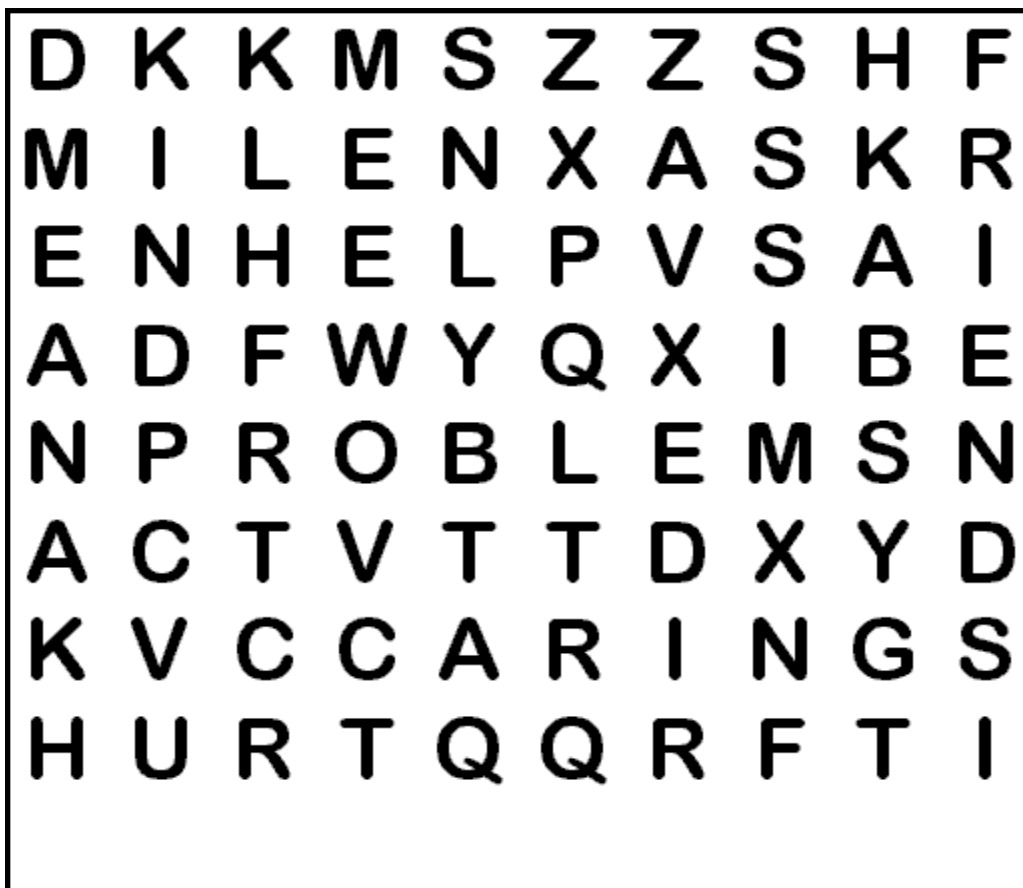 D K K M S Z Z S H F
M I L E N X A S K R
E N H E L P V S A I
A D F W Y Q X I B E
N P R O B L E M S N
A C T V T T D X Y D
K V C C A R I N G S
H U R T Q Q R F T I